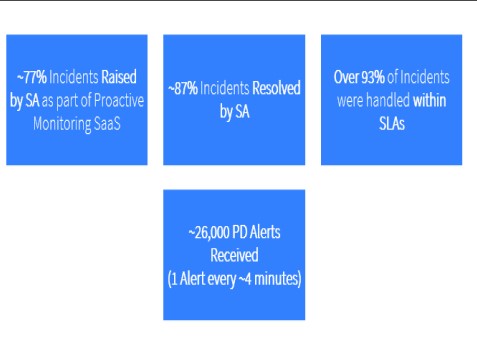 ~77% Incidents Raised
by SA as part of Proactive
Monitoring SaaS
~87% Incidents Resolved
by SA
Over 93% of Incidents
were handled within
SLAs
~26,000 PD Alerts
Received
(1 Alert every ~4 minutes)